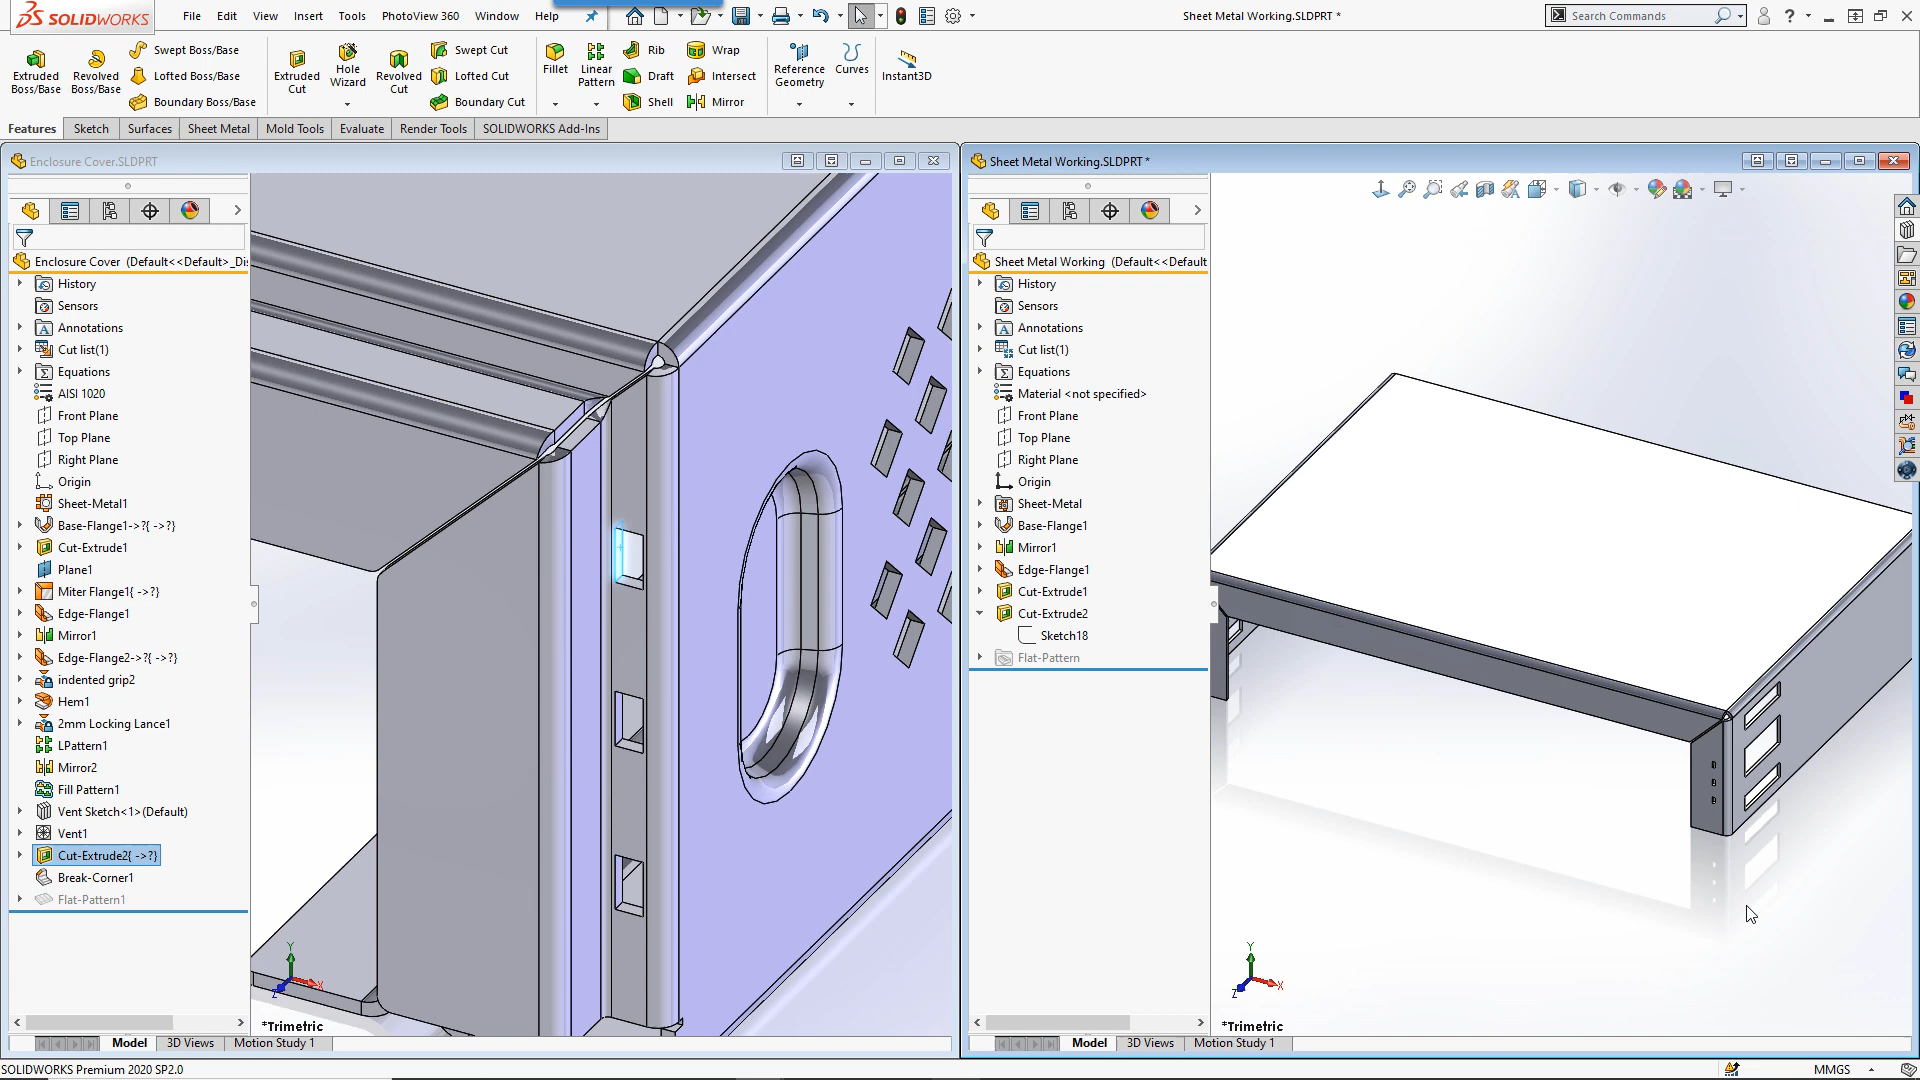 SOLIDWORKS
File Edit View Insert Tools PhotoView 360 Window Help
Sheet Metal Working.SLDPRT *
Search Commands
Extruded Boss/Base
Revolved Boss/Base
Swept Boss/Base
Lofted Boss/Base
Boundary Boss/Base
Extruded Cut
Hole Wizard
Revolved Cut
Swept Cut
Lofted Cut
Boundary Cut
Fillet
Linear Pattern
Rib
Draft
Shell
Wrap
Intersect
Mirror
Reference Geometry
Curves
Instant3D
Features Sketch Surfaces Sheet Metal Mold Tools Evaluate Render Tools SOLIDWORKS Add-Ins
Enclosure Cover.SLDPRT
Enclosure Cover (Default<<Default>_Di
History
Sensors
Annotations
Cut list(1)
Equations
AISI 1020
Front Plane
Top Plane
Right Plane
Origin
Sheet-Metal1
Base-Flange1->?{ ->?}
Cut-Extrude1
Plane1
Miter Flange1{ ->?}
Edge-Flange1
Mirror1
Edge-Flange2->?{ ->?}
indented grip2
Hem1
2mm Locking Lance1
LPattern1
Mirror2
Fill Pattern1
Vent Sketch<1>(Default)
Vent1
Cut-Extrude2{ ->?}
Break-Corner1
Flat-Pattern1
Y
X
Z
*Trimetric
Model 3D Views Motion Study 1
Sheet Metal Working.SLDPRT *
Sheet Metal Working (Default<<Default
History
Sensors
Annotations
Cut list(1)
Equations
Material <not specified>
Front Plane
Top Plane
Right Plane
Origin
Sheet-Metal
Base-Flange1
Mirror1
Edge-Flange1
Cut-Extrude1
Cut-Extrude2
Sketch18
Flat-Pattern
Y
X
Z
*Trimetric
Model 3D Views Motion Study 1
SOLIDWORKS Premium 2020 SP2.0
MMGS